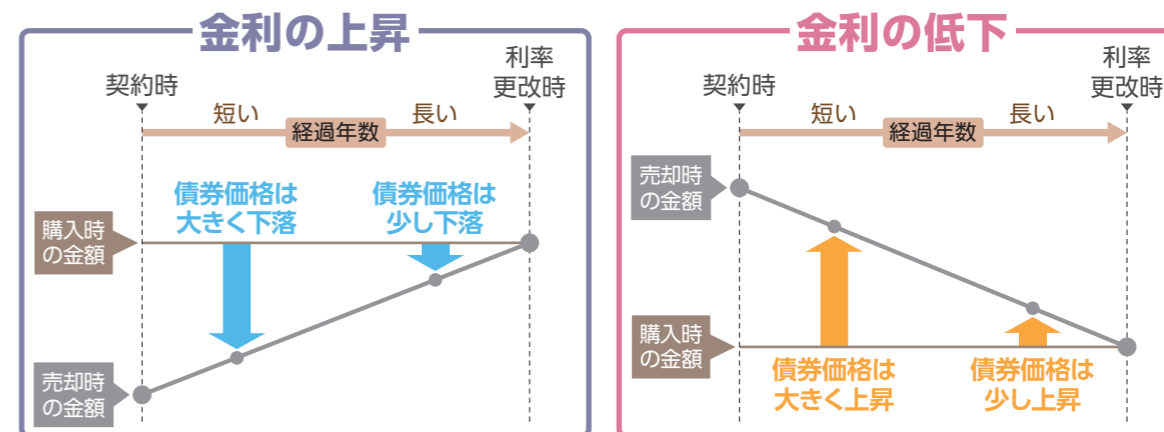 金利の上昇
契約時
利率
更改時
短い
長い
経過年数
債券価格は
大きく下落
債券価格は
少し下落
購入時
の金額
売却時
の金額
金利の低下
契約時
利率
更改時
短い
長い
経過年数
売却時
の金額
購入時
の金額
債券価格は
大きく上昇
債券価格は
少し上昇